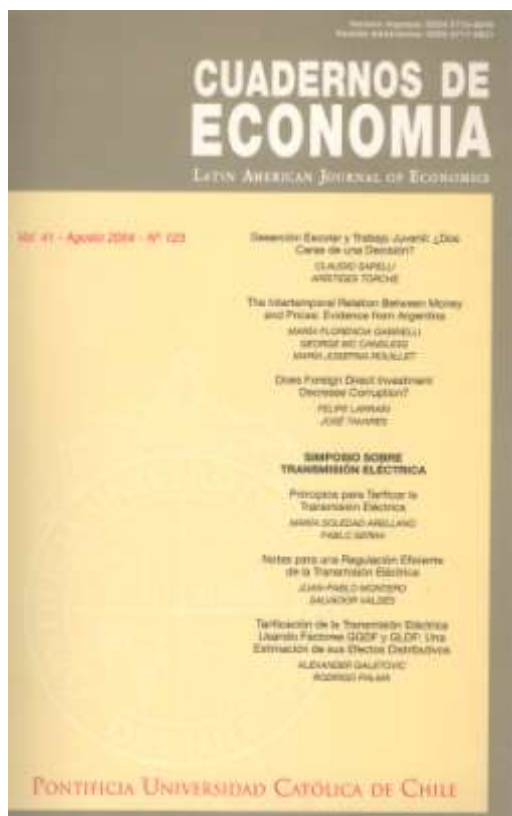 CUADERNOS DE
ECONOMIA
LATIN AMERICAN JOURNAL OF ECONOMICS
Vol. 41 - Agosto 2004 - Nº 123
Deserción Escolar y Trabajo Juvenil: ¿Dos
Caras de una Decisión?
CLAUDIO SAPELLI
ARISTIDES TORCHE
The Intertemporal Relation Between Money
and Prices: Evidence from Argentina
MARÍA FLORENCIA GABRIELLI
GEORGE MC CANDLESS
MARÍA JOSEFINA ROUILLET
Does Foreign Direct Investment
Decrease Corruption?
FELIPE LARRAIN
JOSÉ TAVARES
SIMPOSIO SOBRE
TRANSMISIÓN ELÉCTRICA
Principios para Tarificar la
Transmisión Eléctrica
MARÍA SOLEDAD ARELLANO
PABLO SERRA
Notas para una Regulación Eficiente
de la Transmisión Eléctrica
JUAN-PABLO MONTERO
SALVADOR VALDÉS
Tarificación de la Transmisión Eléctrica
Usando Factores GGDF y GLDF: Una
Estimación de sus Efectos Distributivos
ALEXANDER GALETOVIC
RODRIGO PALMA
PONTIFICIA UNIVERSIDAD CATOLICA DE CHILE